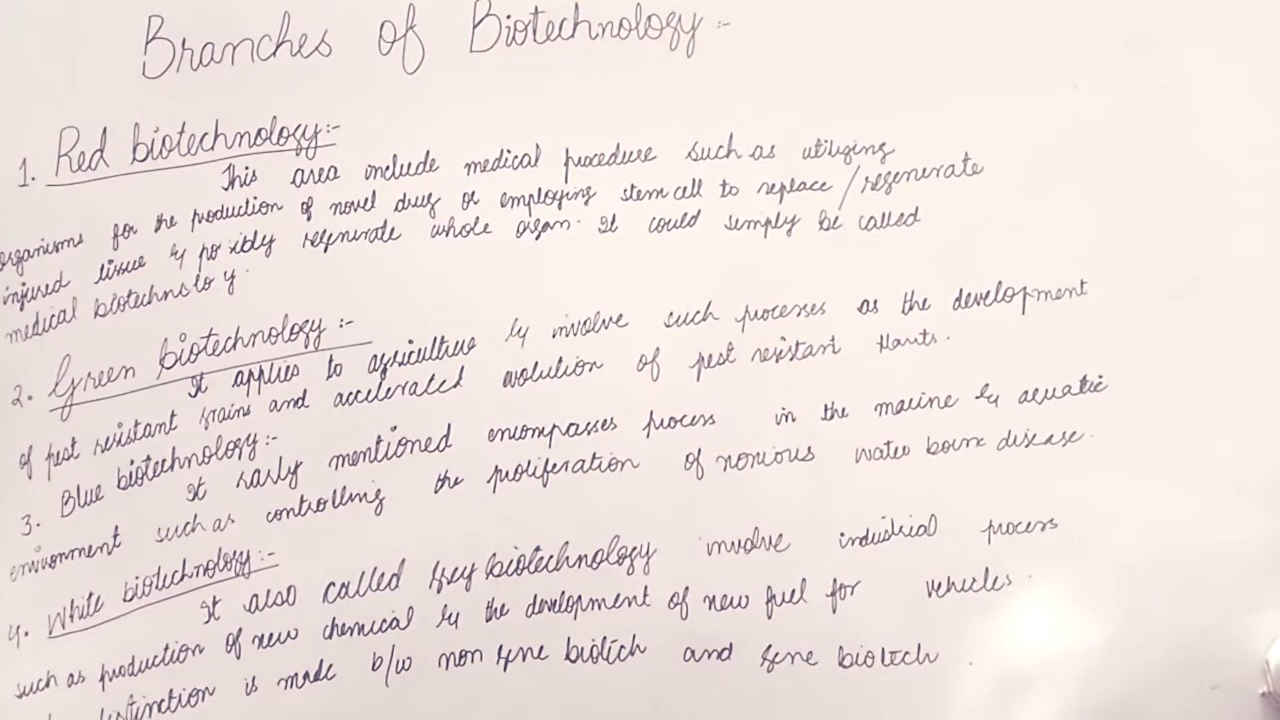 Branches of Biotechnology :-
1. Red biotechnology:-
This area include medical procedure such as utilizing
organisms for the production of novel drug or employing stem cell to replace / regenerate
injured tissue & possibly regenerate whole organ. It could simply be called
medical biotechnology.
2. Green biotechnology :-
It applies to agriculture & involve such processes as the development
of pest resistant grains and accelerated evolution of pest resistant plants.
3. Blue biotechnology:-
It rarly mentioned encompasses process in the marine & aquatic
environment such as controlling the proliferation of noxious water born disease.
4. White biotechnology:-
It also called grey biotechnology involve industrial process
such as production of new chemical & the development of new fuel for vehicles.
distinction is made b/w non gene biotech and gene biotech.